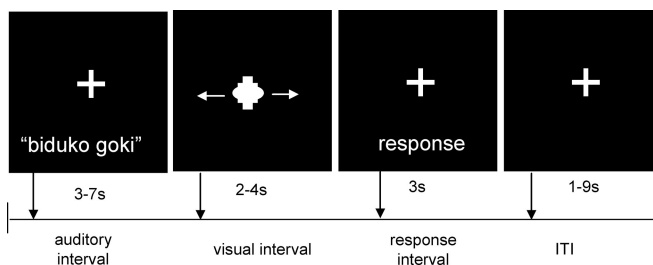 “biduko goki”
response
3-7s
2-4s
3s
1-9s
auditory
interval
visual interval
response
interval
ITI